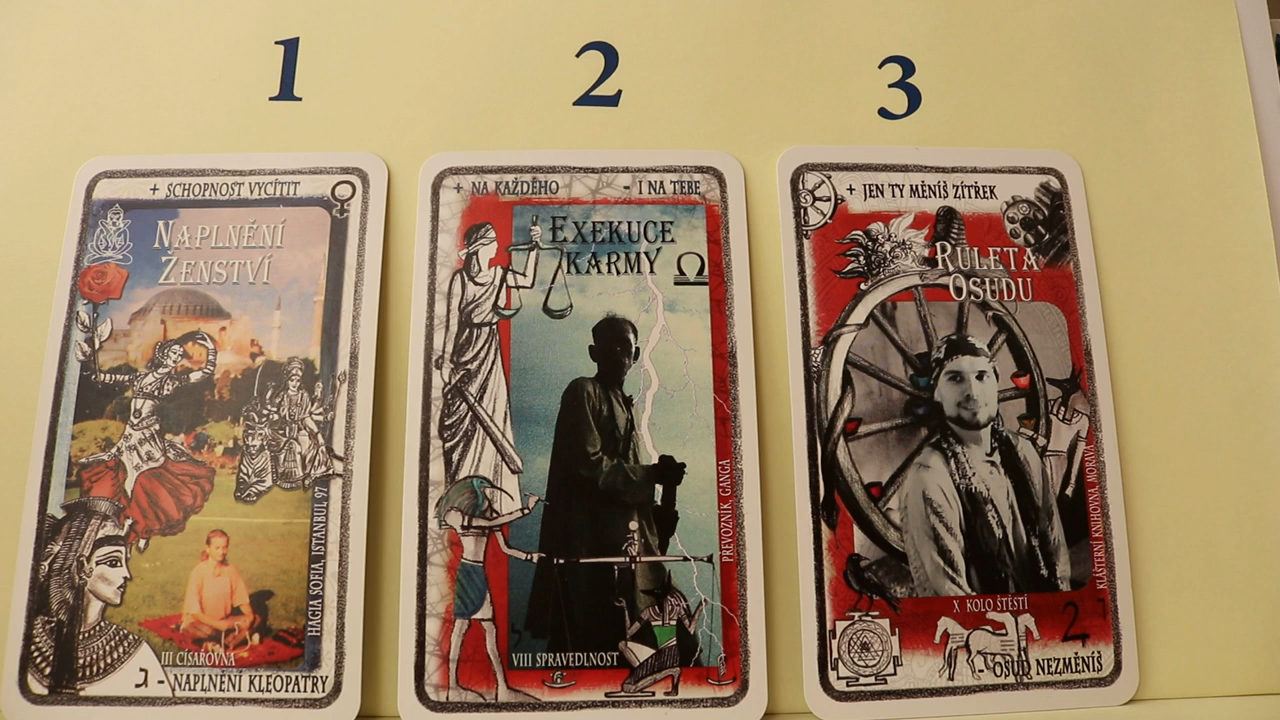 1
2
3
+ SCHOPNOST VYCÍTIT
NAPLNĚNÍ
ŽENSTVÍ
HAGIA SOFIA, ISTANBUL 97
III CÍSAŘOVNA
ג - NAPLNĚNÍ KLEOPATRY
+ NA KAŽDÉHO - I NA TEBE
EXEKUCE
KARMY
PŘEVOZNÍK, GANGA
VIII SPRAVEDLNOST
+ JEN TY MĚNÍŠ ZÍTŘEK
RULETA
OSUDU
KLÁŠTERNÍ KNIHOVNA, MORAVA
X KOLO ŠTĚSTÍ
- OSUD NEZMĚNÍŠ